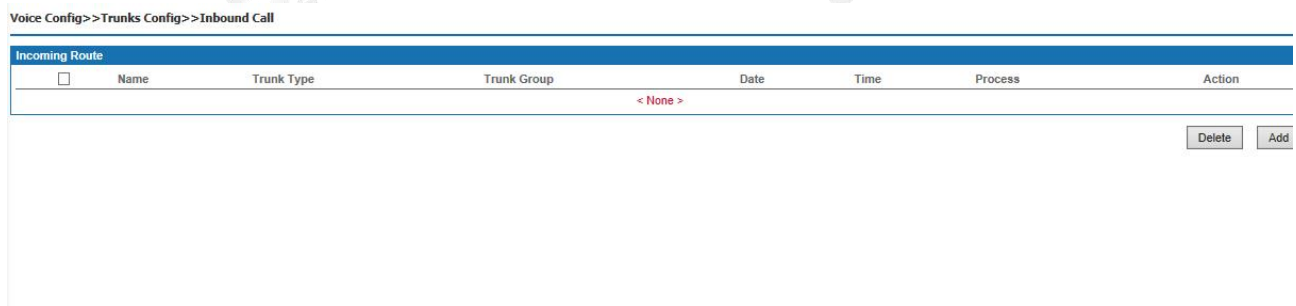 Voice Config>>Trunks Config>>Inbound Call
Incoming Route
Name Trunk Type Trunk Group Date Time Process Action
< None >
Delete Add